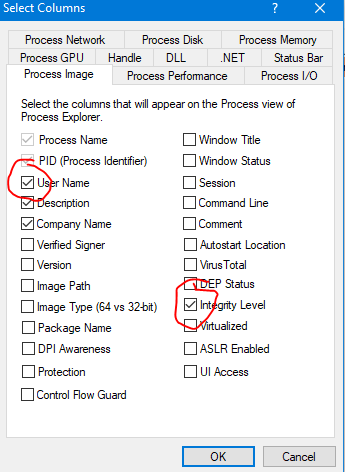 Select Columns
?
Process Network
Process Disk
Process Memory
Process GPU
Handle
DLL
.NET
Status Bar
Process Image
Process Performance
Process I/O
Select the columns that will appear on the Process view of
Process Explorer.
Process Name
PID (Process Identifier)
User Name
Description
Company Name
Verified Signer
Version
Image Path
Image Type (64 vs 32-bit)
Package Name
DPI Awareness
Protection
Control Flow Guard
Window Title
Window Status
Session
Command Line
Comment
Autostart Location
VirusTotal
DEP Status
Integrity Level
Virtualized
ASLR Enabled
UI Access
OK
Cancel